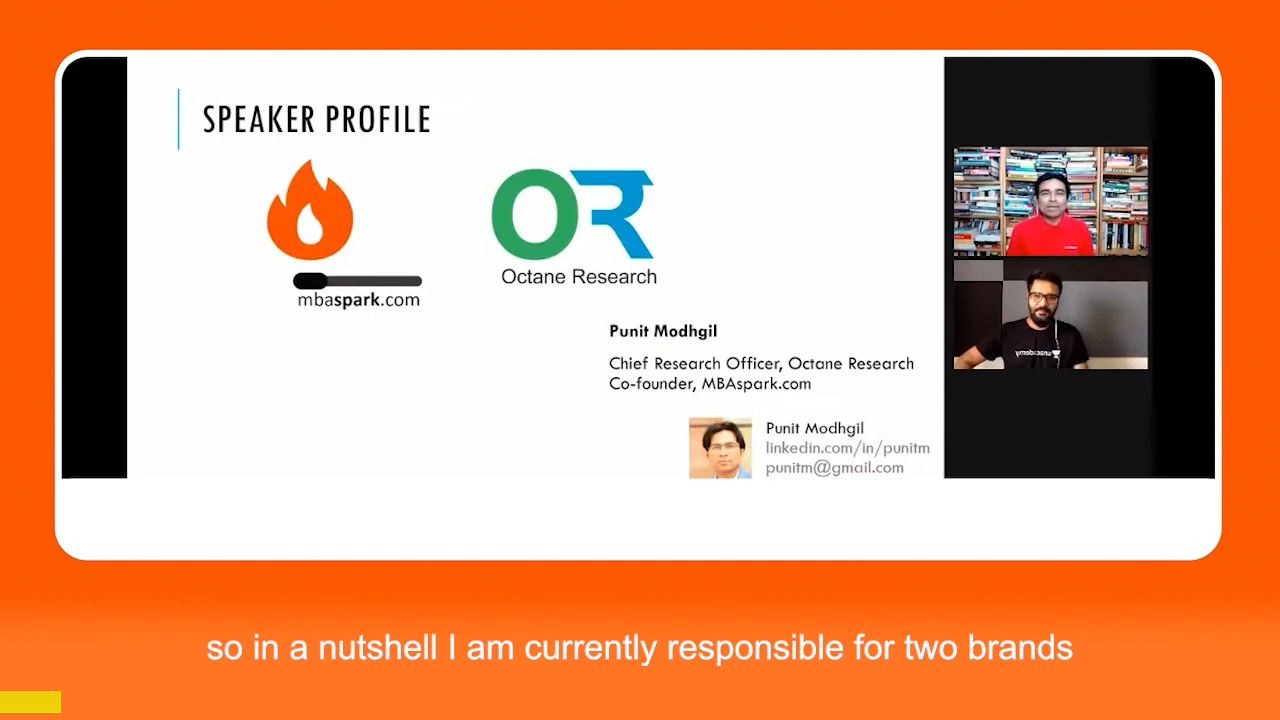 SPEAKER PROFILE
OR
mbaspark.com
Octane Research
Punit Modhgil
Chief Research Officer, Octane Research
Co-founder, MBAspark.com
Punit Modhgil
linkedin.com/in/punitm
punitm@gmail.com
unacademy
so in a nutshell I am currently responsible for two brands